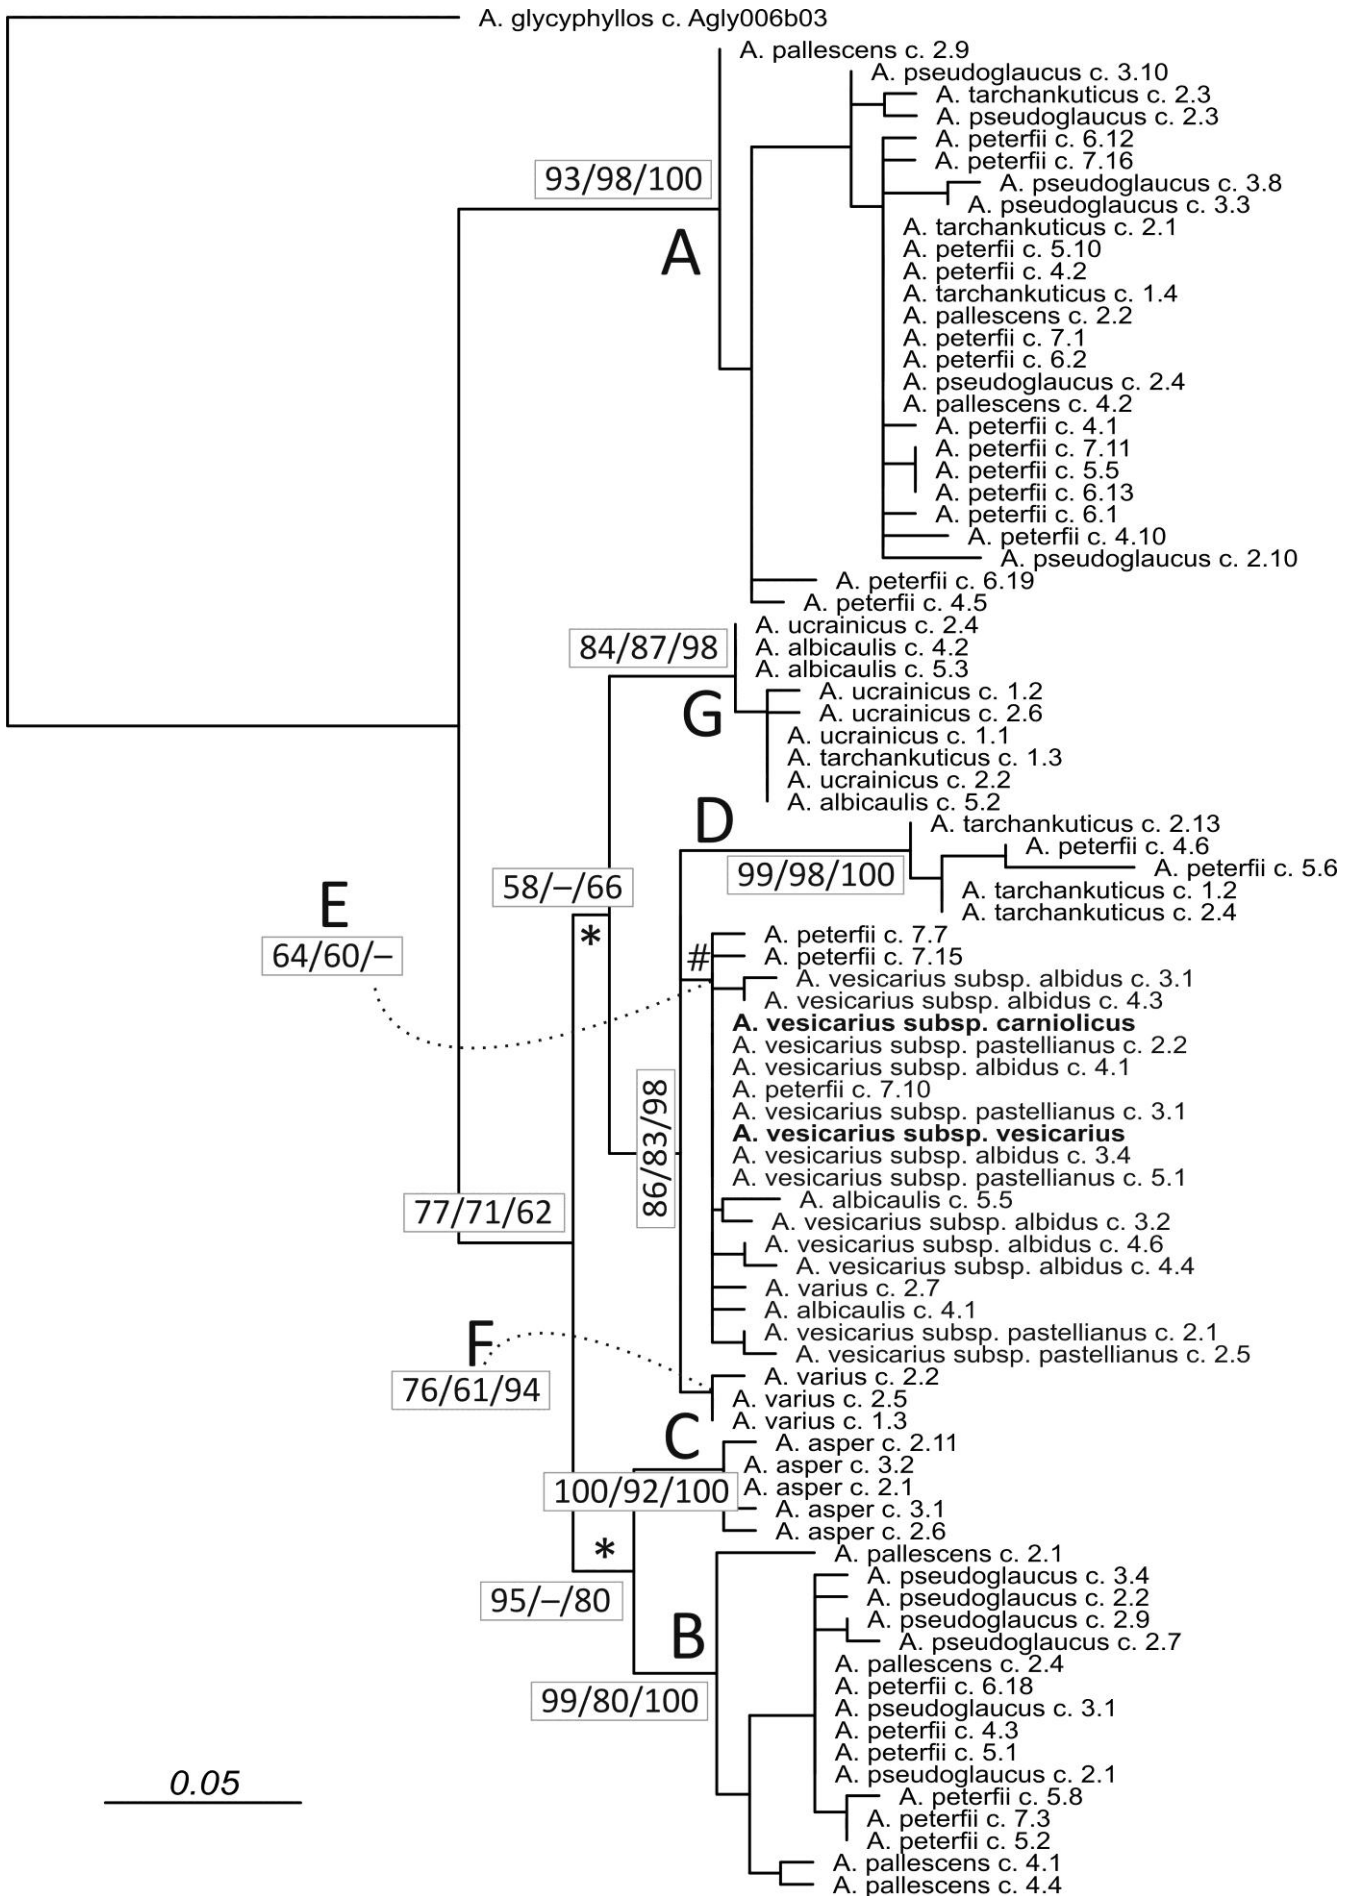 A. glycyphyllos c. Agly006b03
A. pallescens c. 2.9
A. pseudoglaucus c. 3.10
A. tarchankuticus c. 2.3
A. pseudoglaucus c. 2.3
A. peterfii c. 6.12
A. peterfii c. 7.16
93/98/100
A. pseudoglaucus c. 3.8
A. pseudoglaucus c. 3.3
A. tarchankuticus c. 2.1
A
A. peterfii c. 5.10
A. peterfii c. 4.2
A. tarchankuticus c. 1.4
A. pallescens c. 2.2
A. peterfii c. 7.1
A. peterfii c. 6.2
A. pseudoglaucus c. 2.4
A. pallescens c. 4.2
A. peterfii c. 4.1
A. peterfii c. 7.11
A. peterfii c. 5.5
A. peterfii c. 6.13
A. peterfii c. 6.1
A. peterfii c. 4.10
A. pseudoglaucus c. 2.10
A. peterfii c. 6.19
A. peterfii c. 4.5
A. ucrainicus c. 2.4
84/87/98
A. albicaulis c. 4.2
A. albicaulis c. 5.3
A. ucrainicus c. 1.2
G
A. ucrainicus c. 2.6
A. ucrainicus c. 1.1
A. tarchankuticus c. 1.3
A. ucrainicus c. 2.2
A. albicaulis c. 5.2
D
A. tarchankuticus c. 2.13
A. peterfii c. 4.6
A. peterfii c. 5.6
99/98/100
58/–/66
A. tarchankuticus c. 1.2
E
A. tarchankuticus c. 2.4
*
A. peterfii c. 7.7
64/60/–
#
A. peterfii c. 7.15
A. vesicarius subsp. albidus c. 3.1
A. vesicarius subsp. albidus c. 4.3
A. vesicarius subsp. carniolicus
A. vesicarius subsp. pastellianus c. 2.2
A. vesicarius subsp. albidus c. 4.1
A. peterfii c. 7.10
A. vesicarius subsp. pastellianus c. 3.1
A. vesicarius subsp. vesicarius
86/83/98
A. vesicarius subsp. albidus c. 3.4
A. vesicarius subsp. pastellianus c. 5.1
A. albicaulis c. 5.5
77/71/62
A. vesicarius subsp. albidus c. 3.2
A. vesicarius subsp. albidus c. 4.6
A. vesicarius subsp. albidus c. 4.4
A. varius c. 2.7
A. albicaulis c. 4.1
A. vesicarius subsp. pastellianus c. 2.1
F
A. vesicarius subsp. pastellianus c. 2.5
A. varius c. 2.2
76/61/94
A. varius c. 2.5
A. varius c. 1.3
C
A. asper c. 2.11
A. asper c. 3.2
100/92/100
A. asper c. 2.1
A. asper c. 3.1
A. asper c. 2.6
*
A. pallescens c. 2.1
A. pseudoglaucus c. 3.4
95/–/80
A. pseudoglaucus c. 2.2
A. pseudoglaucus c. 2.9
B
A. pseudoglaucus c. 2.7
A. pallescens c. 2.4
A. peterfii c. 6.18
99/80/100
A. pseudoglaucus c. 3.1
A. peterfii c. 4.3
A. peterfii c. 5.1
A. pseudoglaucus c. 2.1
0.05
A. peterfii c. 5.8
A. peterfii c. 7.3
A. peterfii c. 5.2
A. pallescens c. 4.1
A. pallescens c. 4.4